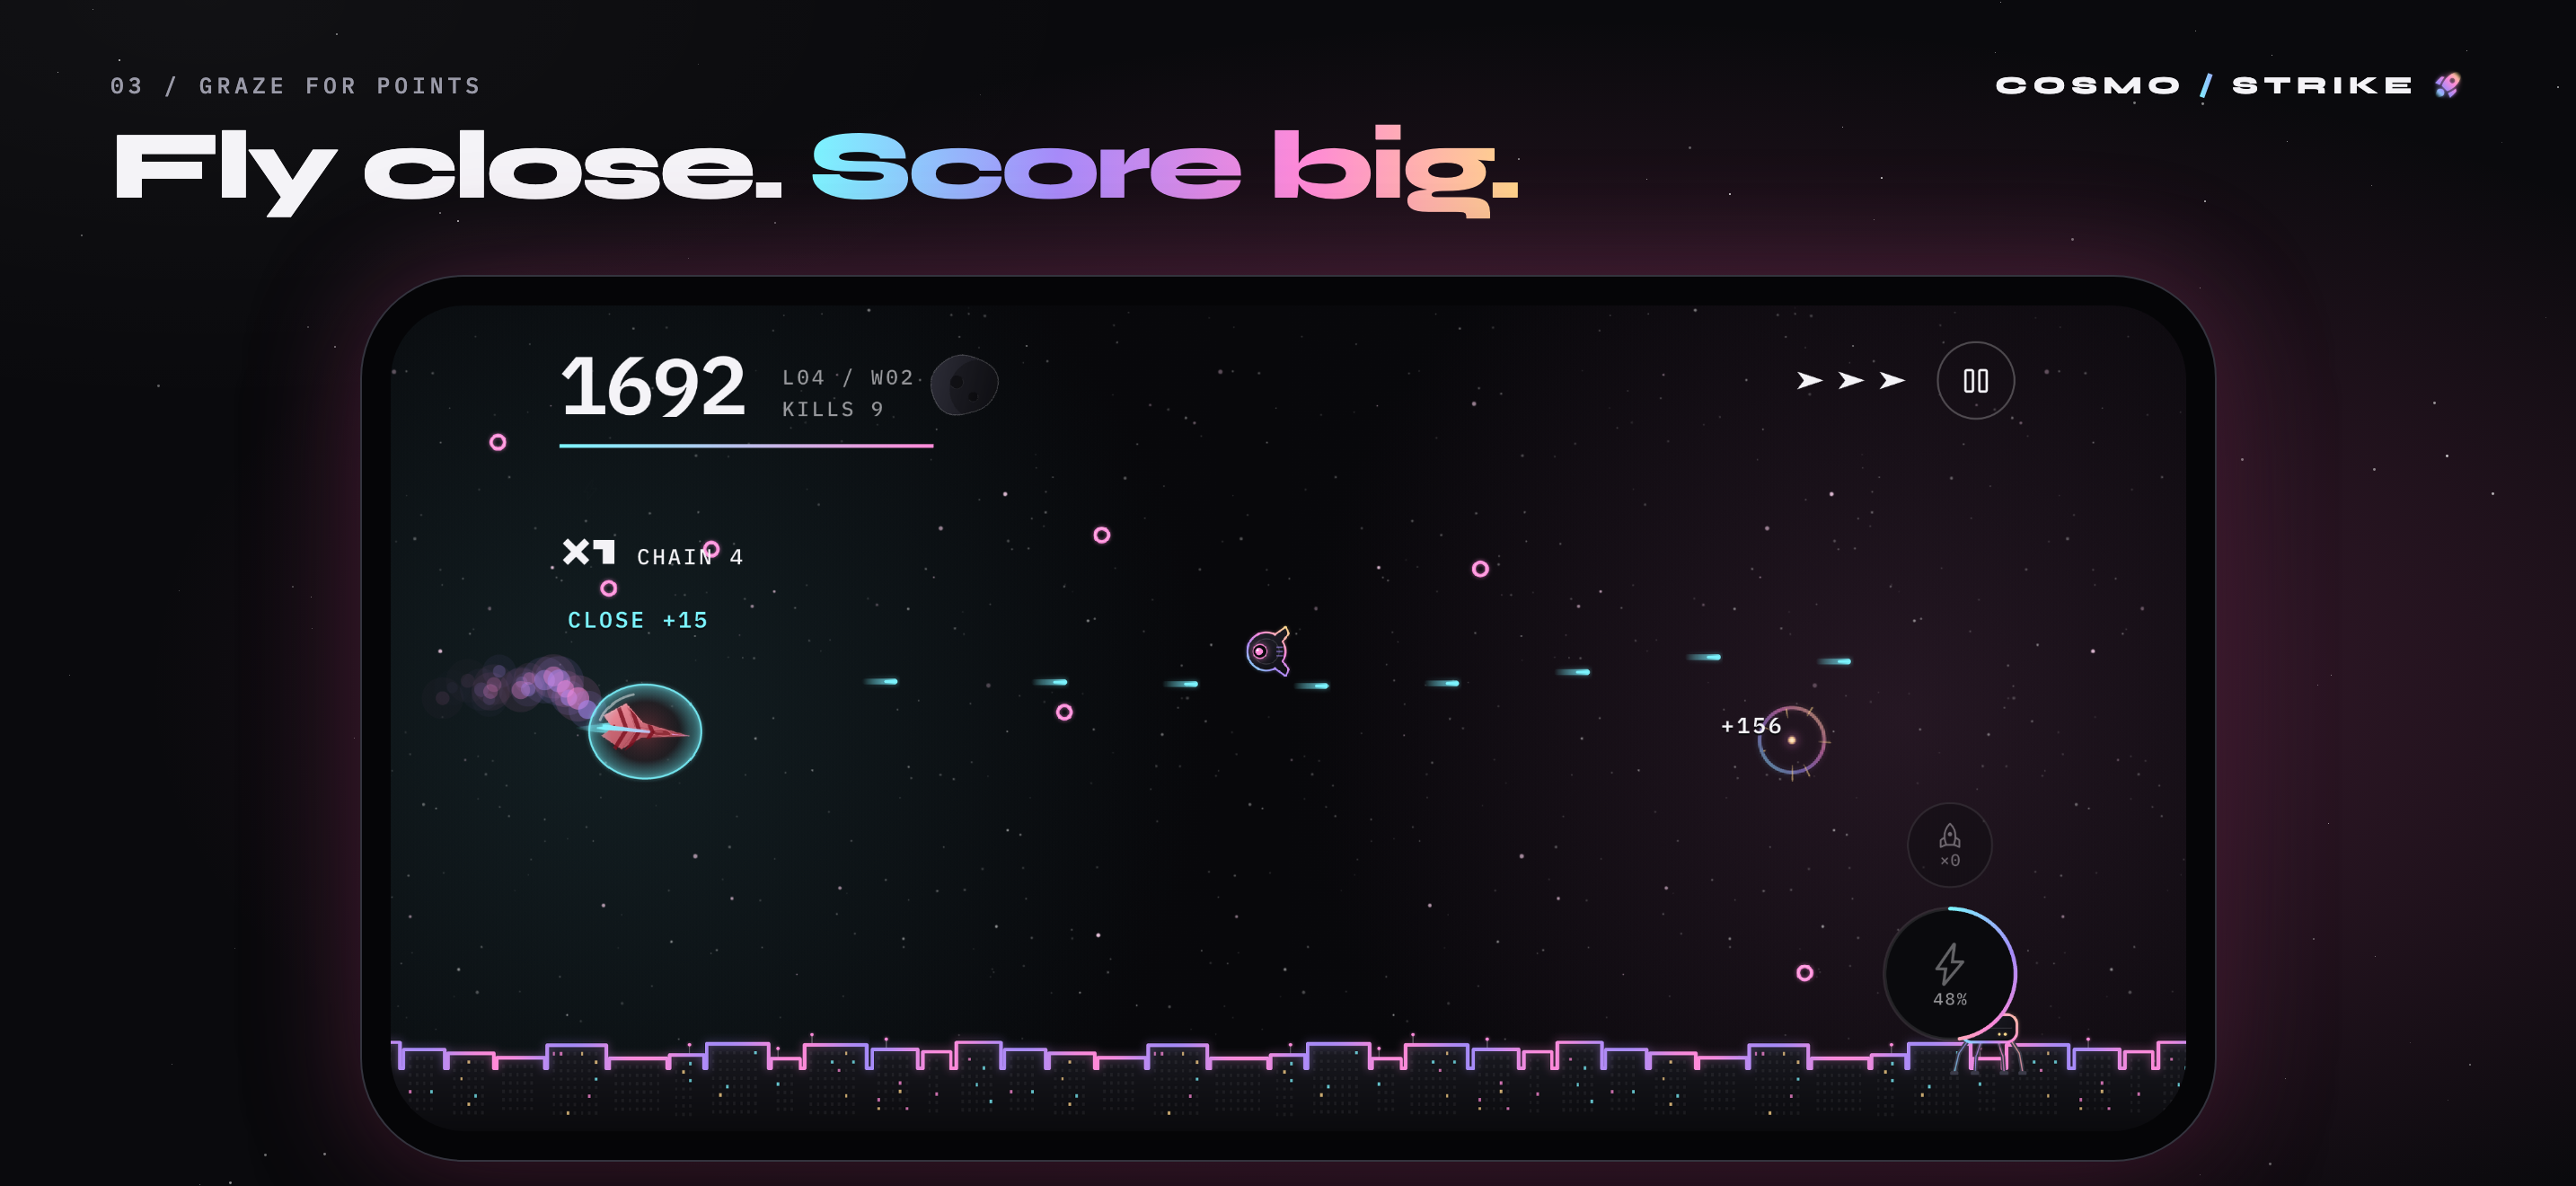 03 / GRAZE FOR POINTS
COSMO / STRIKE
Fly close. Score big.
1692
L04 / W02
KILLS 9
×1 CHAIN 4
CLOSE +15
+156
×0
48%